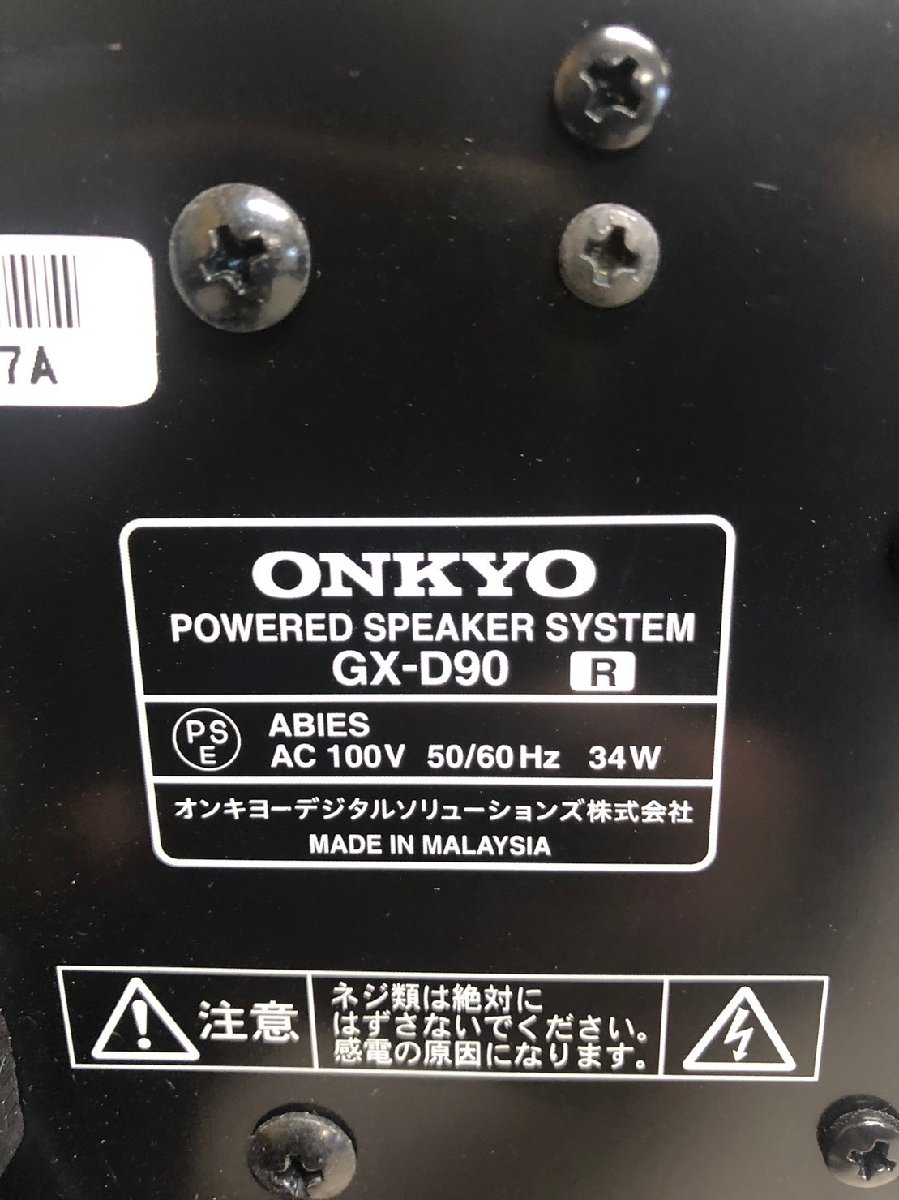 7A
ONKYO
POWERED SPEAKER SYSTEM
GX-D90 R
PS
E
ABIES
AC 100V 50/60Hz 34W
オンキヨーデジタルソリューションズ株式会社
MADE IN MALAYSIA
注意
ネジ類は絶対に
はずさないでください。
感電の原因になります。